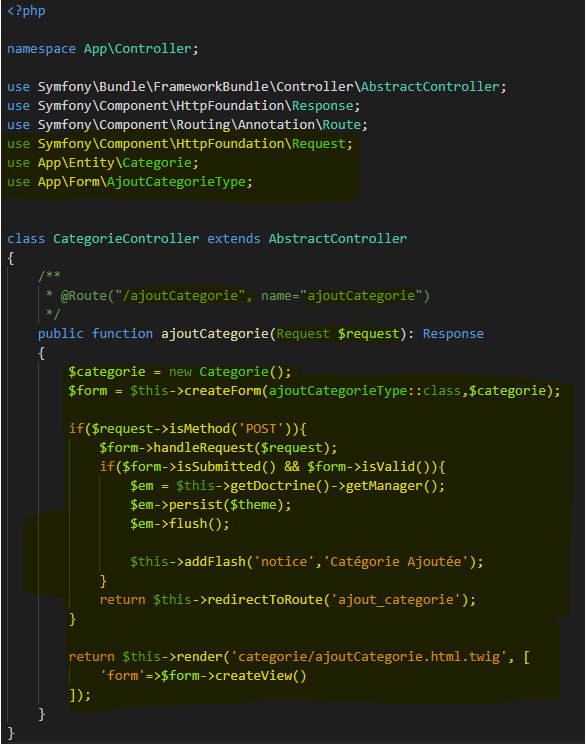 <?php
namespace App\Controller;
use Symfony\Bundle\FrameworkBundle\Controller\AbstractController;
use Symfony\Component\HttpFoundation\Response;
use Symfony\Component\Routing\Annotation\Route;
use Symfony\Component\HttpFoundation\Request;
use App\Entity\Categorie;
use App\Form\AjoutCategorieType;
class CategorieController extends AbstractController
{
/**
* @Route("/ajoutCategorie", name="ajoutCategorie")
*/
public function ajoutCategorie(Request $request): Response
{
$categorie = new Categorie();
$form = $this->createForm(ajoutCategorieType::class,$categorie);
if($request->isMethod('POST')){
$form->handleRequest($request);
if($form->isSubmitted() && $form->isValid()){
$em = $this->getDoctrine()->getManager();
$em->persist($theme);
$em->flush();
$this->addFlash('notice','Catégorie Ajoutée');
}
return $this->redirectToRoute('ajout_categorie');
}
return $this->render('categorie/ajoutCategorie.html.twig', [
'form'=>$form->createView()
]);
}
}